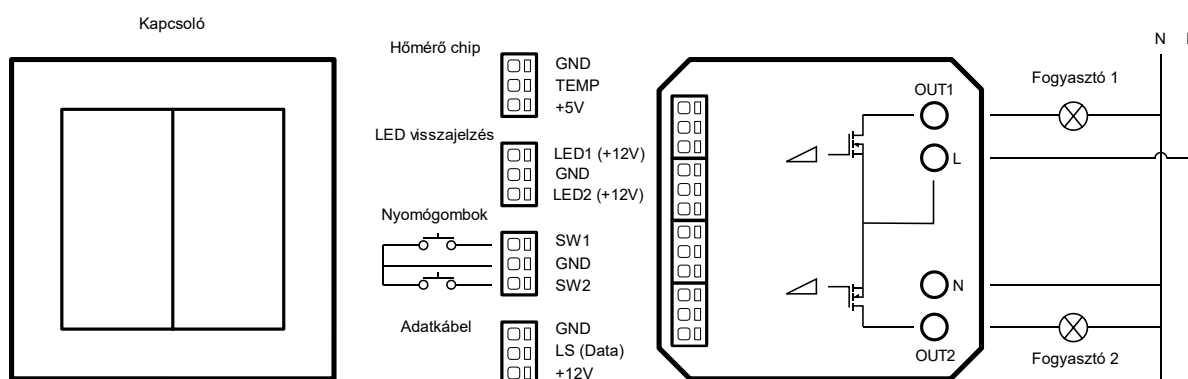 Kapcsoló
Hőmérő chip
GND
TEMP
+5V
LED visszajelzés
LED1 (+12V)
GND
LED2 (+12V)
Nyomógombok
SW1
GND
SW2
Adatkábel
GND
LS (Data)
+12V
OUT1
L
N
OUT2
Fogyasztó 1
N
Fogyasztó 2